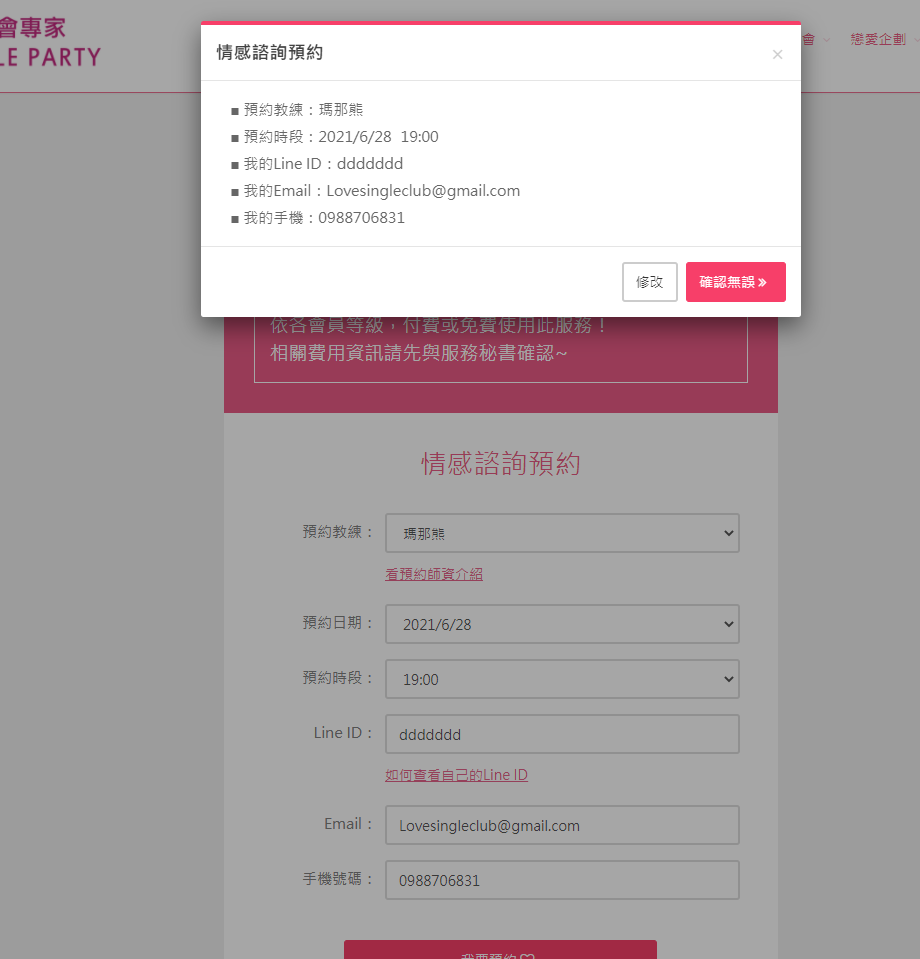 會專家
LE PARTY
會
戀愛企劃
情感諮詢預約
×
■ 預約教練：瑪那熊
■ 預約時段：2021/6/28 19:00
■ 我的Line ID：ddddddd
■ 我的Email：Lovesingleclub@gmail.com
■ 我的手機：0988706831
修改
確認無誤 »
依各會員等級，付費或免費使用此服務！
相關費用資訊請先與服務秘書確認~
情感諮詢預約
預約教練： 瑪那熊
看預約師資介紹
預約日期： 2021/6/28
預約時段： 19:00
Line ID： ddddddd
如何查看自己的Line ID
Email： Lovesingleclub@gmail.com
手機號碼： 0988706831
我要預約♡